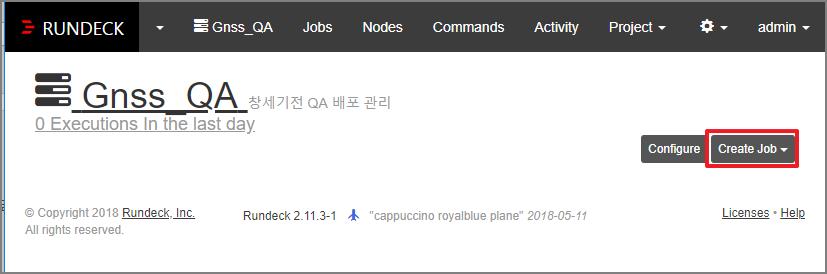 RUNDECK Gnss_QA Jobs Nodes Commands Activity Project admin
Gnss_QA 창세기전 QA 배포 관리
0 Executions In the last day
Configure Create Job
© Copyright 2018 Rundeck, Inc. Rundeck 2.11.3-1 "cappuccino royalblue plane" 2018-05-11 Licenses • Help
All rights reserved.